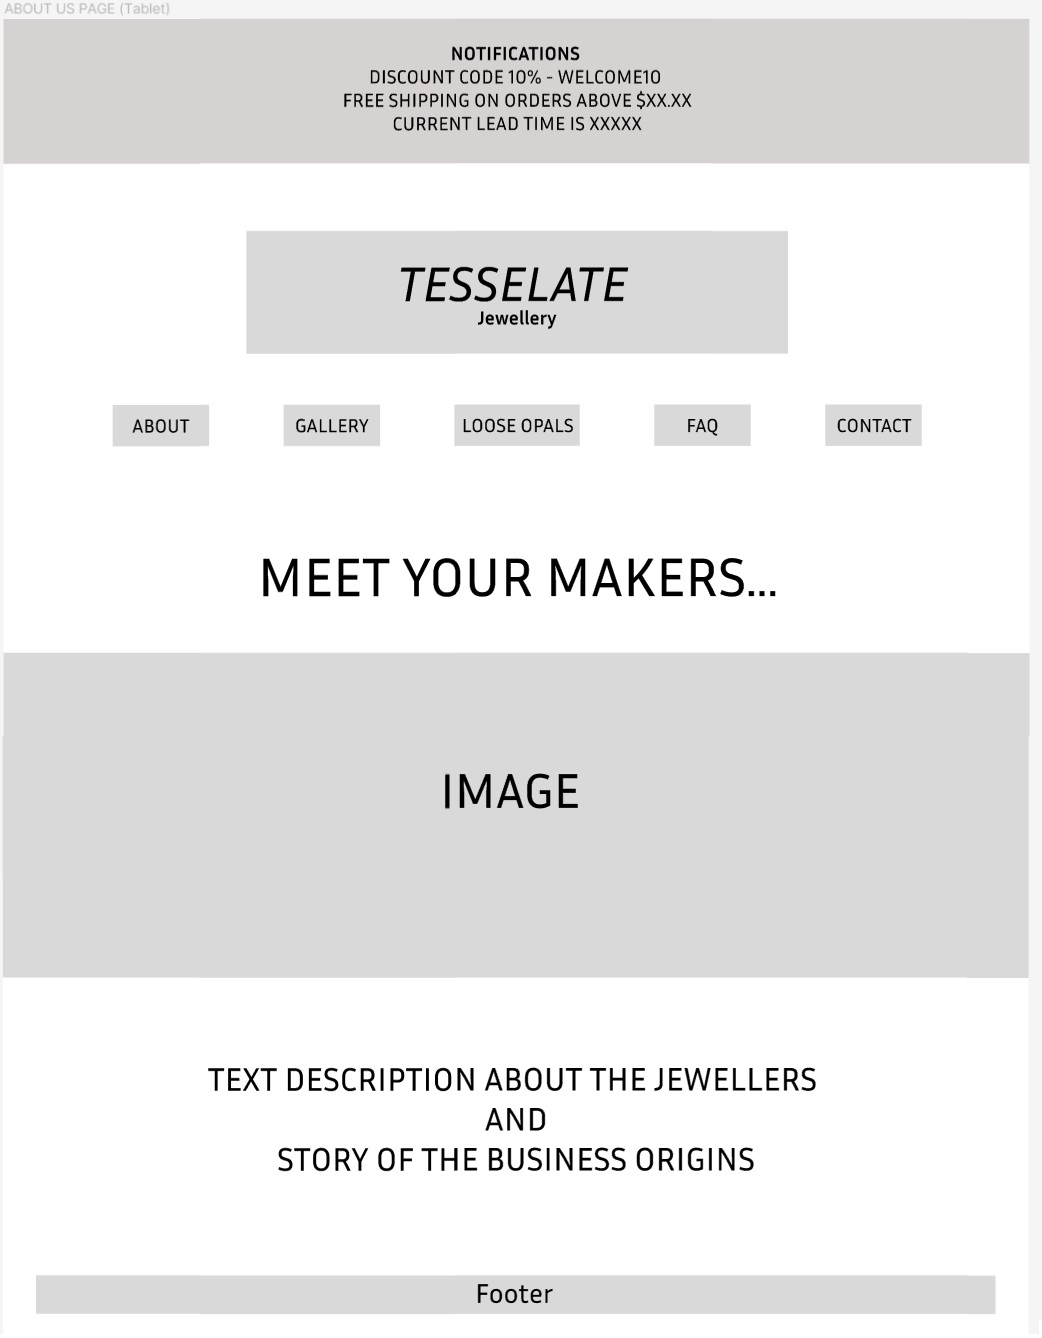 ABOUT US PAGE (Tablet)
NOTIFICATIONS
DISCOUNT CODE 10% - WELCOME10
FREE SHIPPING ON ORDERS ABOVE $XX.XX
CURRENT LEAD TIME IS XXXXX
TESSELATE
Jewellery
ABOUT GALLERY LOOSE OPALS FAQ CONTACT
MEET YOUR MAKERS...
IMAGE
TEXT DESCRIPTION ABOUT THE JEWELLERS
AND
STORY OF THE BUSINESS ORIGINS
Footer